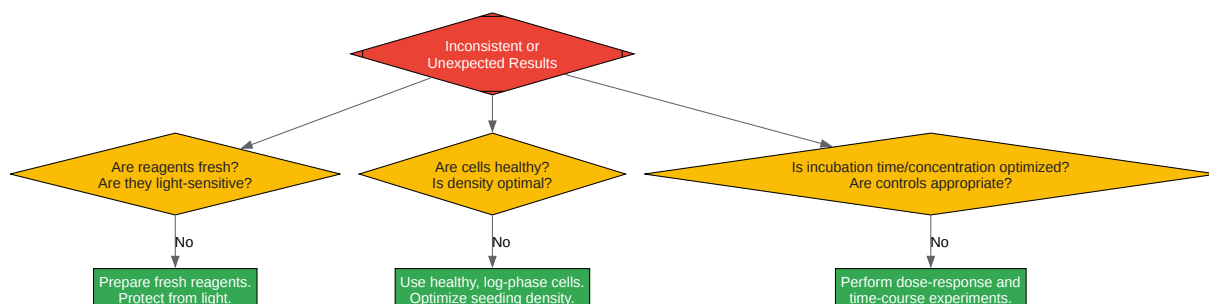 Inconsistent or
Unexpected Results
Are reagents fresh?
Are they light-sensitive?
Are cells healthy?
Is density optimal?
Is incubation time/concentration optimized?
Are controls appropriate?
No
No
No
Prepare fresh reagents.
Protect from light.
Use healthy, log-phase cells.
Optimize seeding density.
Perform dose-response and
time-course experiments.